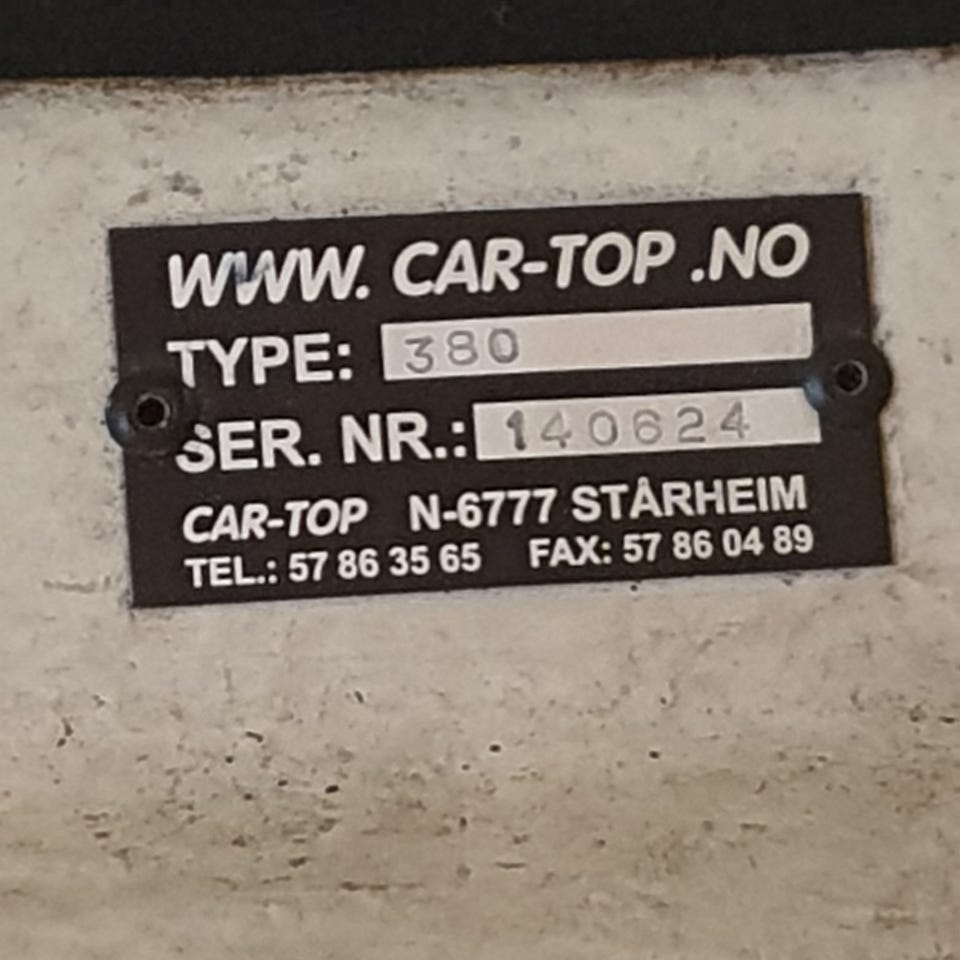 WWW. CAR-TOP .NO
TYPE: 380
SER. NR.: 140624
CAR-TOP N-6777 STÅRHEIM
TEL.: 57 86 35 65 FAX: 57 86 04 89